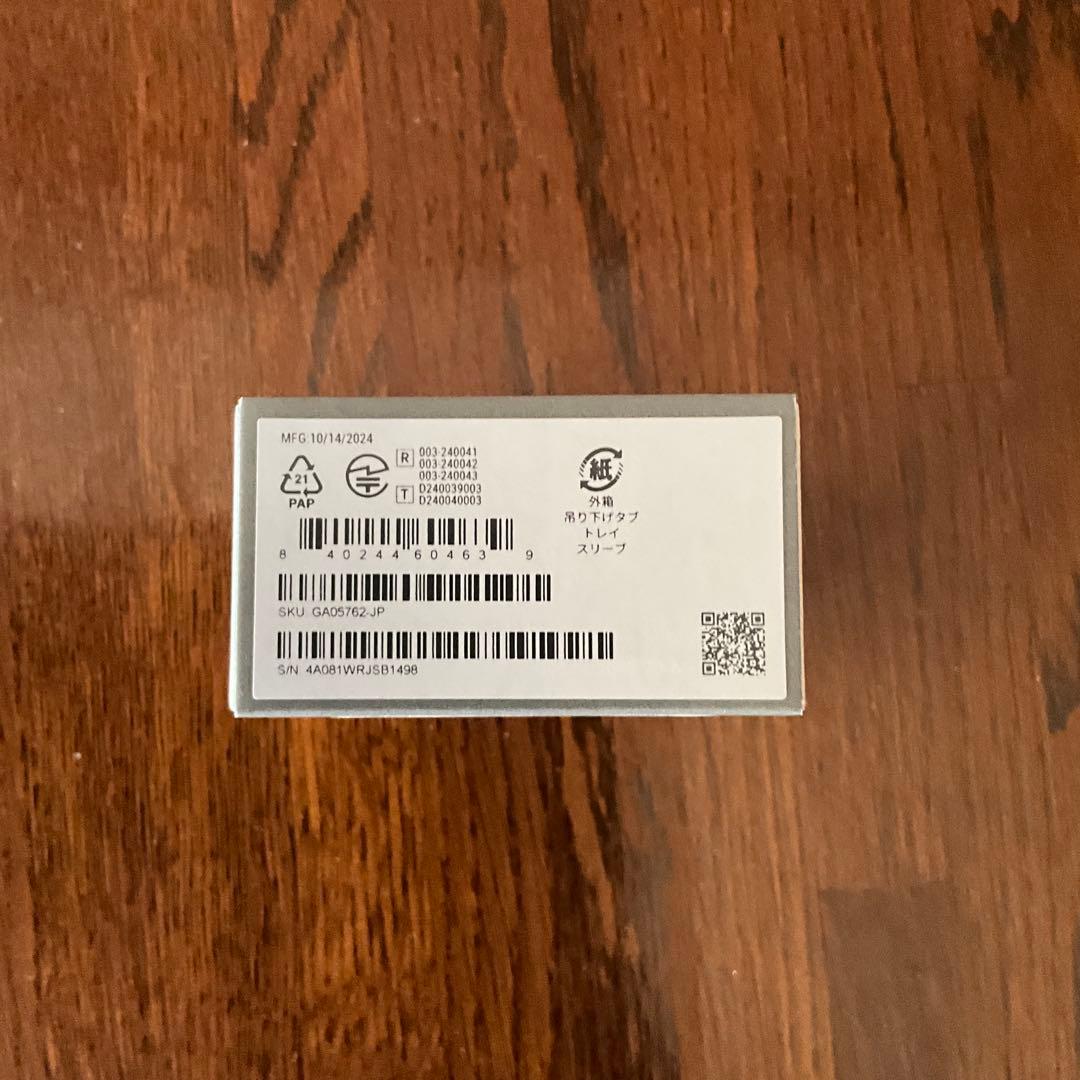 MFG:10/14/2024
21
PAP
R 003-240041
003-240042
003-240043
T D240039003
D240040003
紙
外箱
吊り下げタブ
トレイ
スリーブ
8 40244 60463 9
SKU GA05762-JP
S/N 4A081WRJSB1498